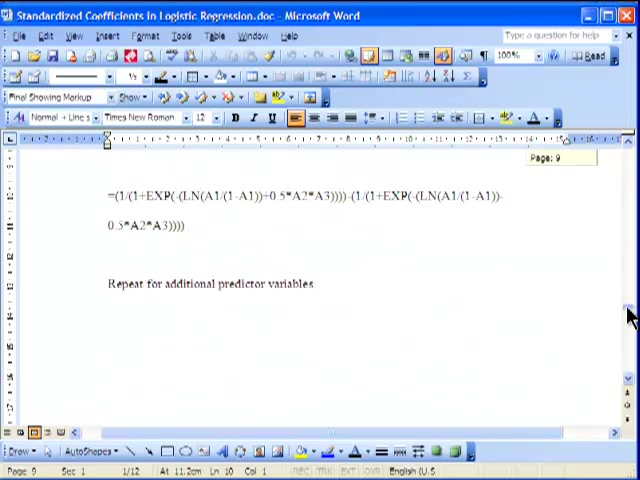 Standardized Coefficients in Logistic Regression.doc - Microsoft Word
File Edit View Insert Format Tools Table Window Help Type a question for help
100% Read
Final Showing Markup Show
Normal + Line s Times New Roman 12 B I U
Page: 9
=(1/(1+EXP(-(LN(A1/(1-A1))+0.5*A2*A3))))-(1/(1+EXP(-(LN(A1/(1-A1))-
0.5*A2*A3))))
Repeat for additional predictor variables.
Draw AutoShapes
Page 9 Sec 1 1/12 At 11.2cm Ln 10 Col 1 REC TRK EXT OVR English (U.S